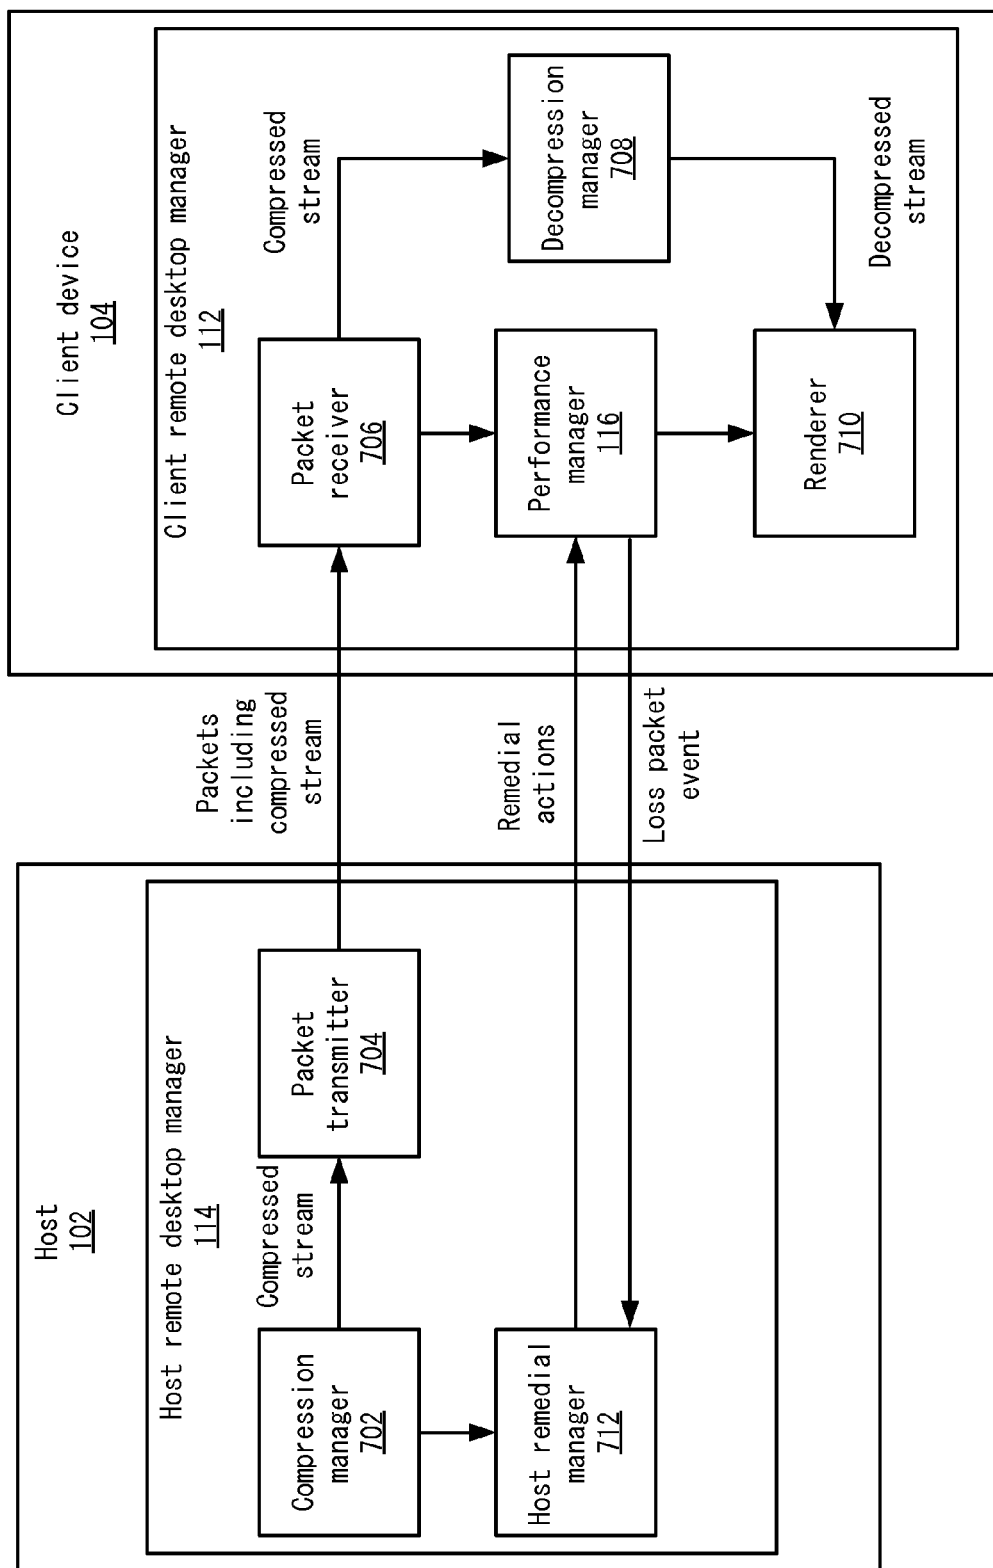 Host
102
Host remote desktop manager
114
Compression
manager
702
Compressed
stream
Packet
transmitter
704
Host remedial
manager
712
Packets
including
compressed
stream
Remedial
actions
Loss packet
event
Client device
104
Client remote desktop manager
112
Packet
receiver
706
Compressed
stream
Decompression
manager
708
Performance
manager
116
Renderer
710
Decompressed
stream